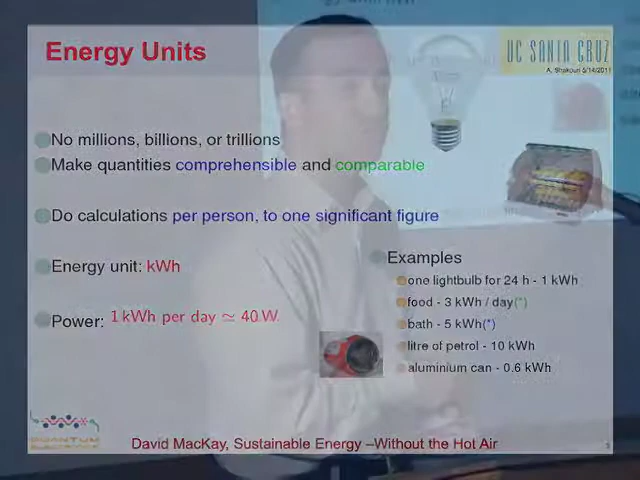 Energy Units
UC SANTA CRUZ
A. Shakouri 5/14/2011
No millions, billions, or trillions
Make quantities comprehensible and comparable
Do calculations per person, to one significant figure
Energy unit: kWh
Power: 1 kWh per day ≃ 40 W.
Examples
one lightbulb for 24 h - 1 kWh
food - 3 kWh / day(*)
bath - 5 kWh(*)
litre of petrol - 10 kWh
aluminium can - 0.6 kWh
QUANTUM
David MacKay, Sustainable Energy –Without the Hot Air